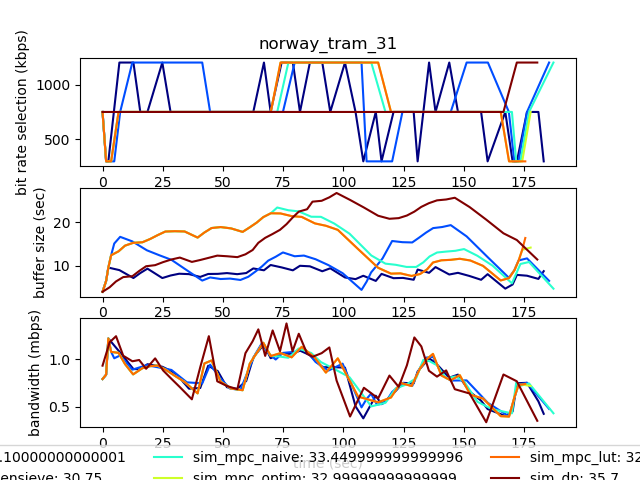 norway_tram_31
bit rate selection (kbps)
1000
500
0 25 50 75 100 125 150 175
buffer size (sec)
20
10
0 25 50 75 100 125 150 175
bandwidth (mbps)
1.0
0.5
0 25 50 75 100 125 150 175
time (sec)
.10000000000001 sim_mpc_naive: 33.449999999999996 sim_mpc_lut: 32
ensieve: 30.75 sim_mpc_optim: 32.99999999999999 sim_dp: 35.7